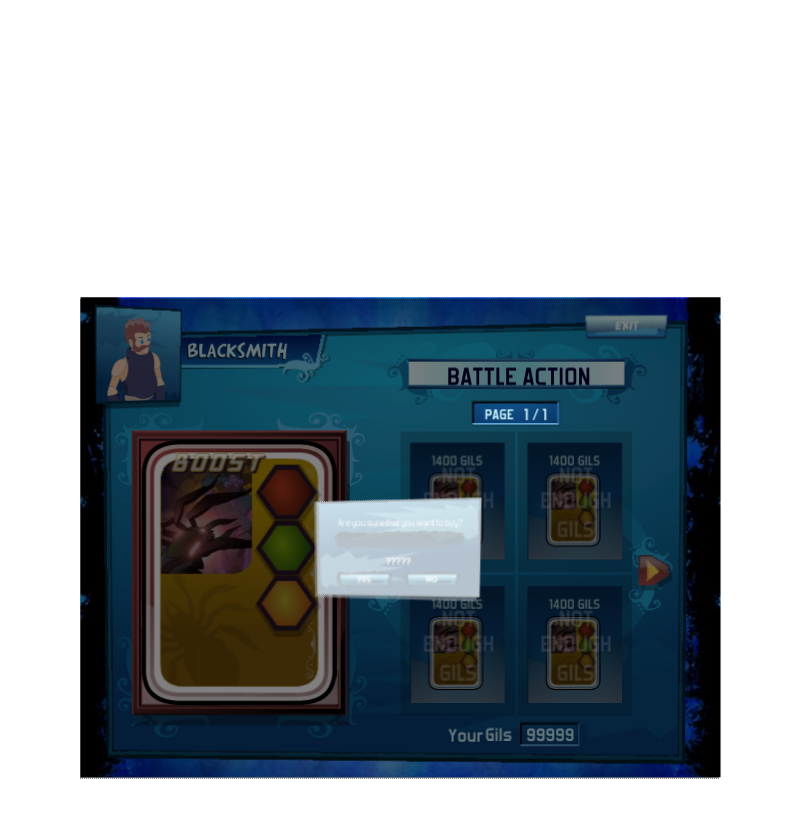 EXIT
BLACKSMITH
BATTLE ACTION
PAGE 1/1
BOOST
1400 GILS
NOT
ENOUGH
GILS
1400 GILS
NOT
ENOUGH
GILS
Are you sure that you want to buy?
?????
YES NO
1400 GILS
NOT
ENOUGH
GILS
1400 GILS
NOT
ENOUGH
GILS
Your Gils 99999